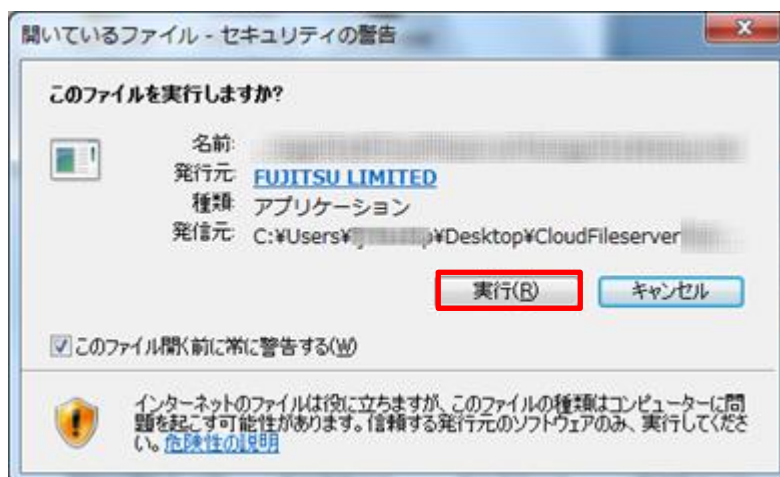 開いているファイル - セキュリティの警告
このファイルを実行しますか?
名前:
発行元: FUJITSU LIMITED
種類: アプリケーション
発信元: C:¥Users¥ ¥Desktop¥CloudFileserver
実行(R) キャンセル
このファイル開く前に常に警告する(W)
インターネットのファイルは役に立ちますが、このファイルの種類はコンピューターに問
題を起こす可能性があります。信頼する発行元のソフトウェアのみ、実行してくださ
い。危険性の説明